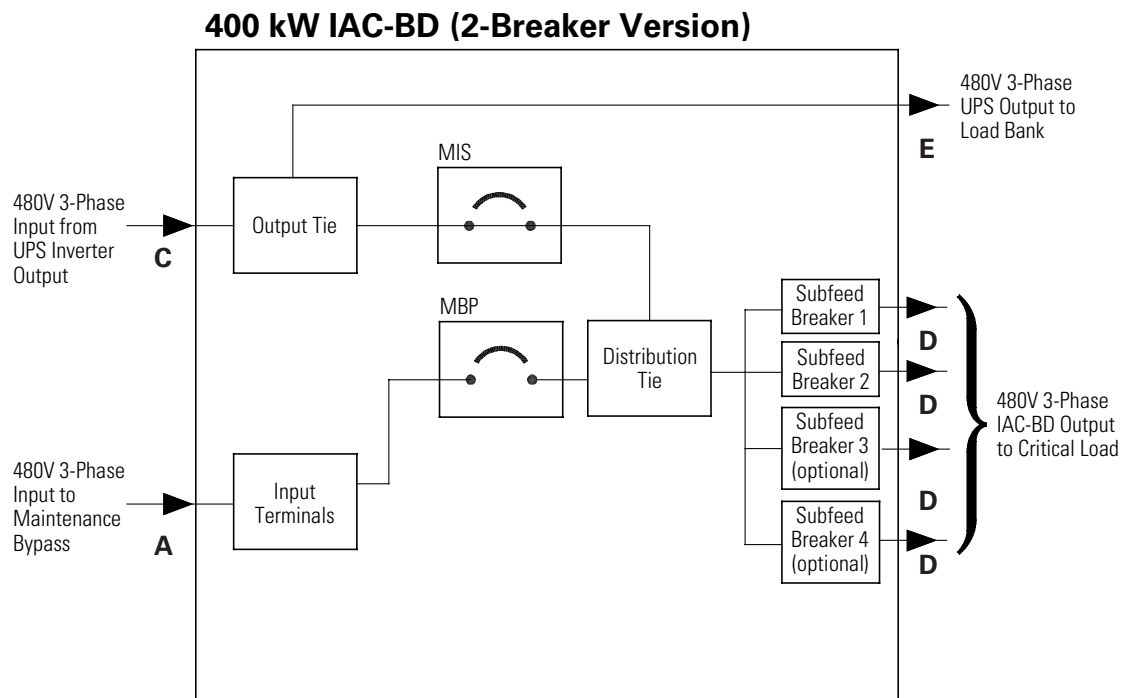 400 kW IAC-BD (2-Breaker Version)
480V 3-Phase
UPS Output to
Load Bank
E
MIS
480V 3-Phase
Input from
UPS Inverter
Output
C
Output Tie
MBP
Distribution
Tie
Subfeed
Breaker 1
D
Subfeed
Breaker 2
D
Subfeed
Breaker 3
(optional)
D
Subfeed
Breaker 4
(optional)
D
480V 3-Phase
IAC-BD Output
to Critical Load
480V 3-Phase
Input to
Maintenance
Bypass
A
Input
Terminals